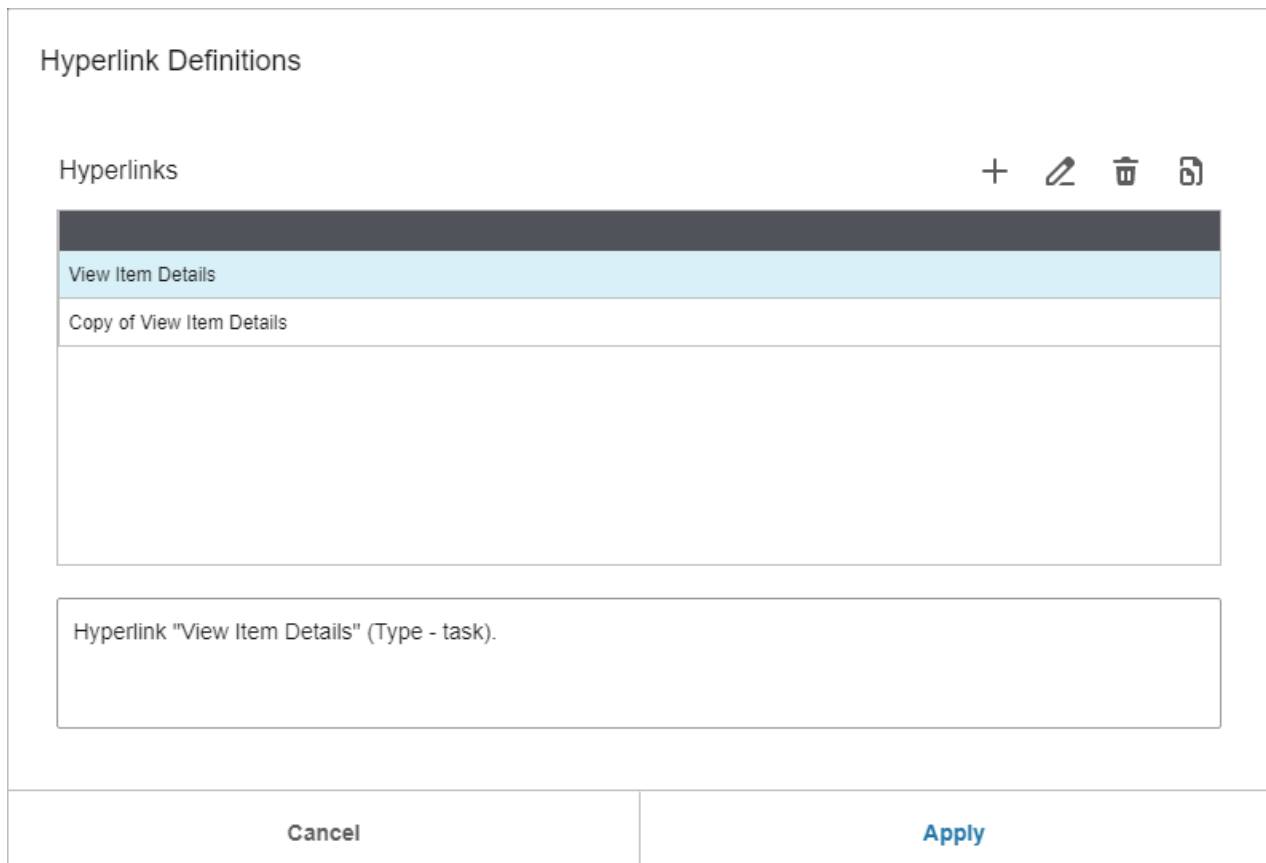 Hyperlink Definitions
Hyperlinks
View Item Details
Copy of View Item Details
Hyperlink "View Item Details" (Type - task).
Cancel
Apply